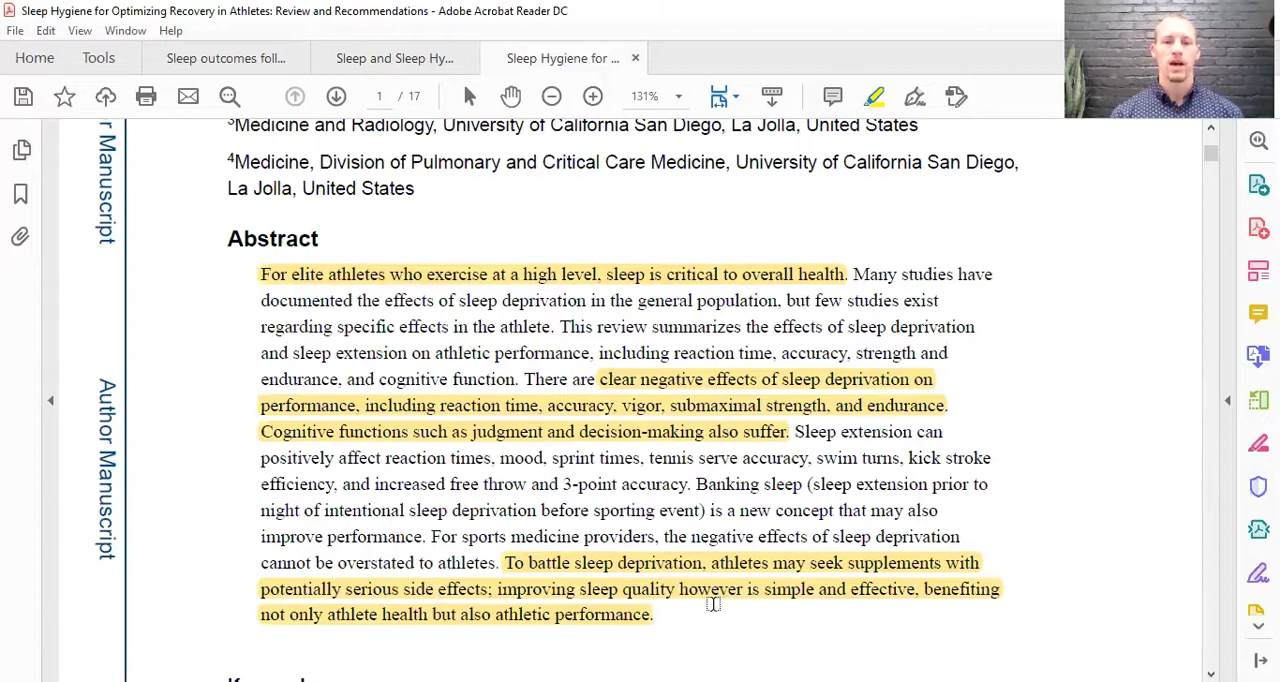 Sleep Hygiene for Optimizing Recovery in Athletes: Review and Recommendations - Adobe Acrobat Reader DC
File Edit View Window Help
Home Tools Sleep outcomes foll... Sleep and Sleep Hy... Sleep Hygiene for ... ×
1 / 17 131%
r Manuscript
Author Manuscript
³Medicine and Radiology, University of California San Diego, La Jolla, United States
⁴Medicine, Division of Pulmonary and Critical Care Medicine, University of California San Diego,
La Jolla, United States
Abstract
For elite athletes who exercise at a high level, sleep is critical to overall health. Many studies have
documented the effects of sleep deprivation in the general population, but few studies exist
regarding specific effects in the athlete. This review summarizes the effects of sleep deprivation
and sleep extension on athletic performance, including reaction time, accuracy, strength and
endurance, and cognitive function. There are clear negative effects of sleep deprivation on
performance, including reaction time, accuracy, vigor, submaximal strength, and endurance.
Cognitive functions such as judgment and decision-making also suffer. Sleep extension can
positively affect reaction times, mood, sprint times, tennis serve accuracy, swim turns, kick stroke
efficiency, and increased free throw and 3-point accuracy. Banking sleep (sleep extension prior to
night of intentional sleep deprivation before sporting event) is a new concept that may also
improve performance. For sports medicine providers, the negative effects of sleep deprivation
cannot be overstated to athletes. To battle sleep deprivation, athletes may seek supplements with
potentially serious side effects; improving sleep quality however is simple and effective, benefiting
not only athlete health but also athletic performance.